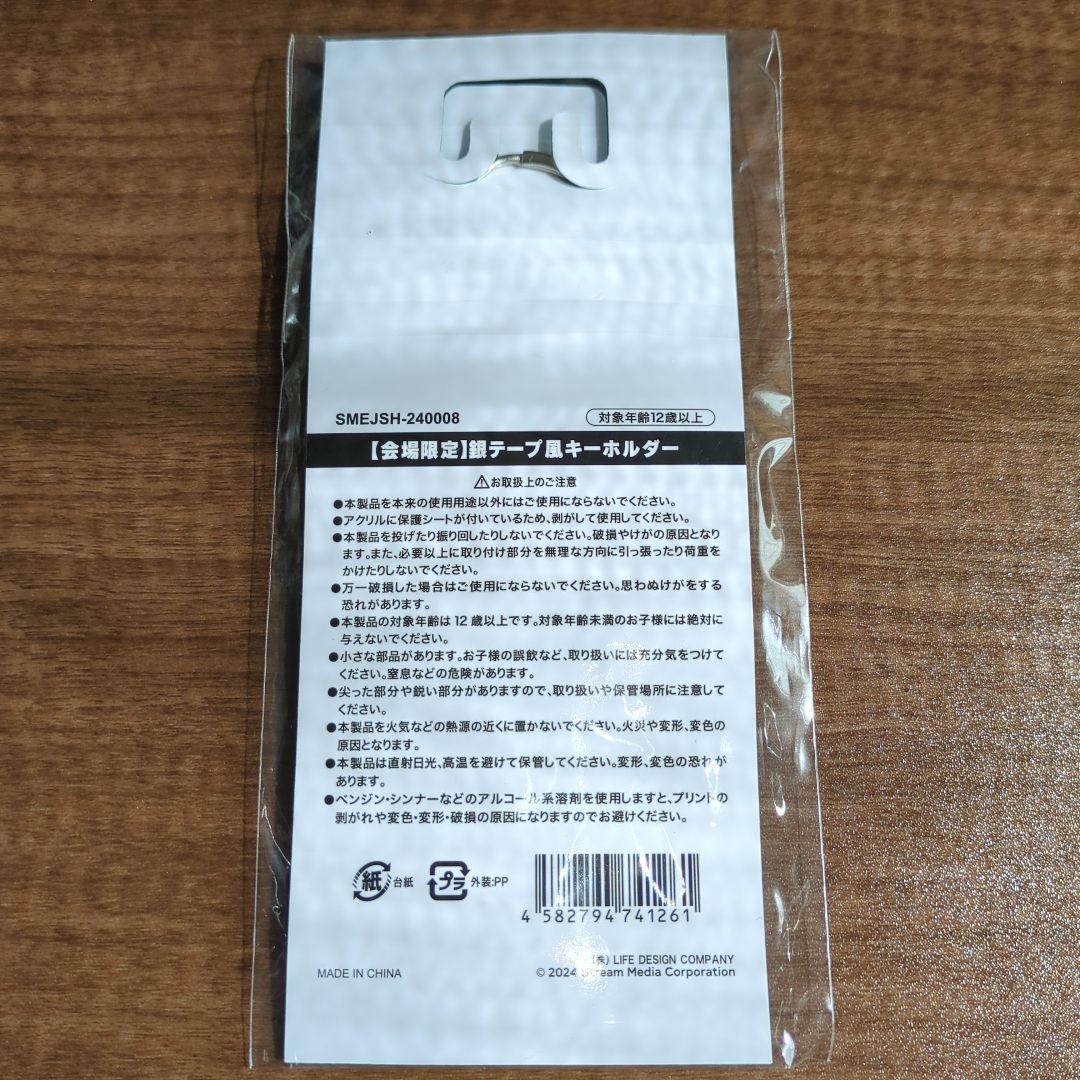 SMEJSH-240008
対象年齢12歳以上
【会場限定】銀テープ風キーホルダー
⚠お取扱上のご注意
●本製品を本来の使用用途以外にはご使用にならないでください。
●アクリルに保護シートが付いているため、剥がして使用してください。
●本製品を投げたり振り回したりしないでください。破損やけがの原因となり
ます。また、必要以上に取り付け部分を無理な方向に引っ張ったり荷重を
かけたりしないでください。
●万一破損した場合はご使用にならないでください。思わぬけがをする
恐れがあります。
●本製品の対象年齢は12歳以上です。対象年齢未満のお子様には絶対に
与えないでください。
●小さな部品があります。お子様の誤飲など、取り扱いには充分気をつけて
ください。窒息などの危険があります。
●尖った部分や鋭い部分がありますので、取り扱いや保管場所に注意して
ください。
●本製品を火気などの熱源の近くに置かないでください。火災や変形、変色の
原因となります。
●本製品は直射日光、高温を避けて保管してください。変形、変色の恐れが
あります。
●ベンジン・シンナーなどのアルコール系溶剤を使用しますと、プリントの
剥がれや変色・変形・破損の原因になりますのでお避けください。
紙 台紙
プラ 外装:PP
4 582794 741261
(株) LIFE DESIGN COMPANY
MADE IN CHINA
© 2024 Stream Media Corporation